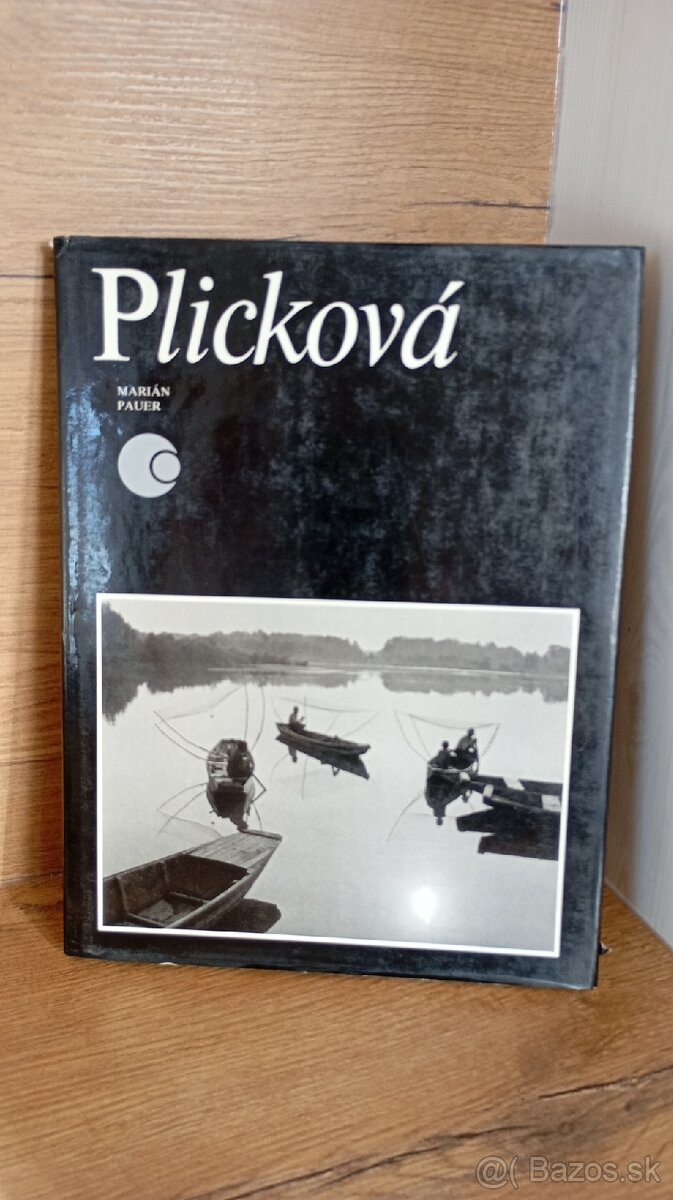 Plicková
MARIÁN
PAUER
@( Bazos.sk